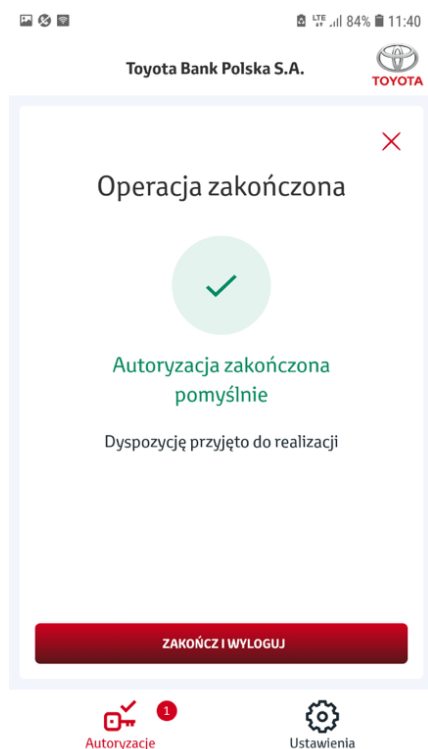 LTE 84% 11:40
Toyota Bank Polska S.A.
TOYOTA
Operacja zakończona
Autoryzacja zakończona
pomyślnie
Dyspozycję przyjęto do realizacji
ZAKOŃCZ I WYLOGUJ
1
Autoryzacje
Ustawienia